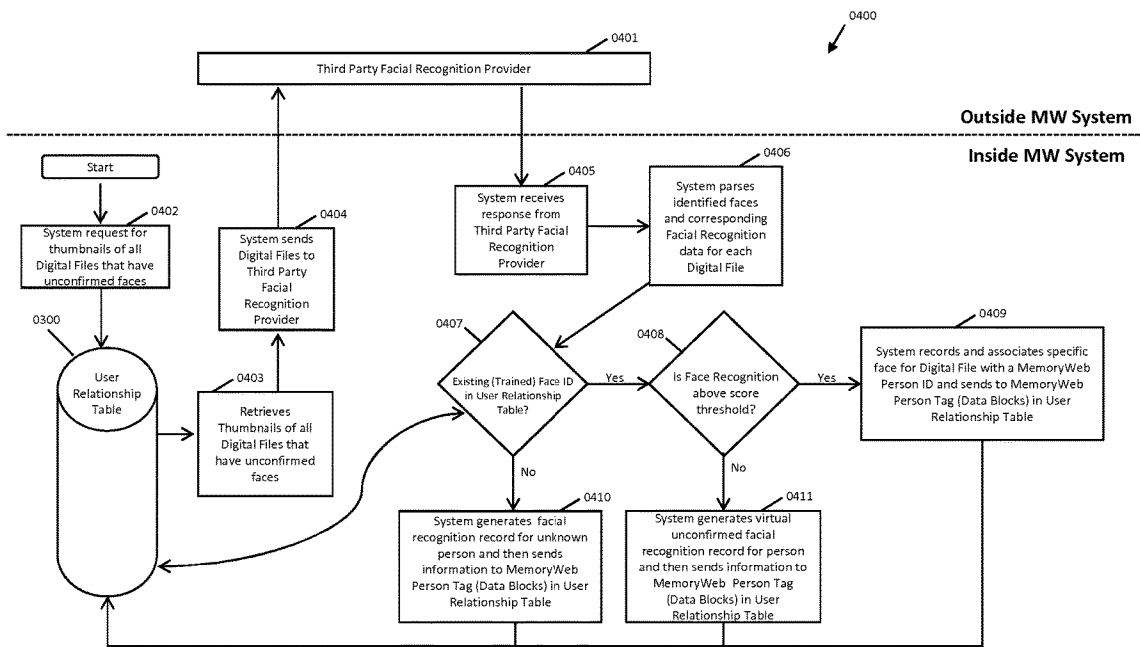 0400
0401
Third Party Facial Recognition Provider
Outside MW System
Inside MW System
Start
0402
System request for
thumbnails of all
Digital Files that have
unconfirmed faces
0404
System sends
Digital Files to
Third Party
Facial
Recognition
Provider
0405
System receives
response from
Third Party Facial
Recognition
Provider
0406
System parses
identified faces
and corresponding
Facial Recognition
data for each
Digital File
0300
User
Relationship
Table
0403
Retrieves
Thumbnails of all
Digital Files that
have unconfirmed
faces
0407
Existing (Trained) Face ID
in User Relationship
Table?
Yes
No
0408
Is Face Recognition
above score
threshold?
Yes
No
0409
System records and associates specific
face for Digital File with a MemoryWeb
Person ID and sends to MemoryWeb
Person Tag (Data Blocks) in User
Relationship Table
0410
System generates facial
recognition record for unknown
person and then sends
information to MemoryWeb
Person Tag (Data Blocks) in User
Relationship Table
0411
System generates virtual
unconfirmed facial
recognition record for person
and then sends information to
MemoryWeb Person Tag
(Data Blocks) in User
Relationship Table